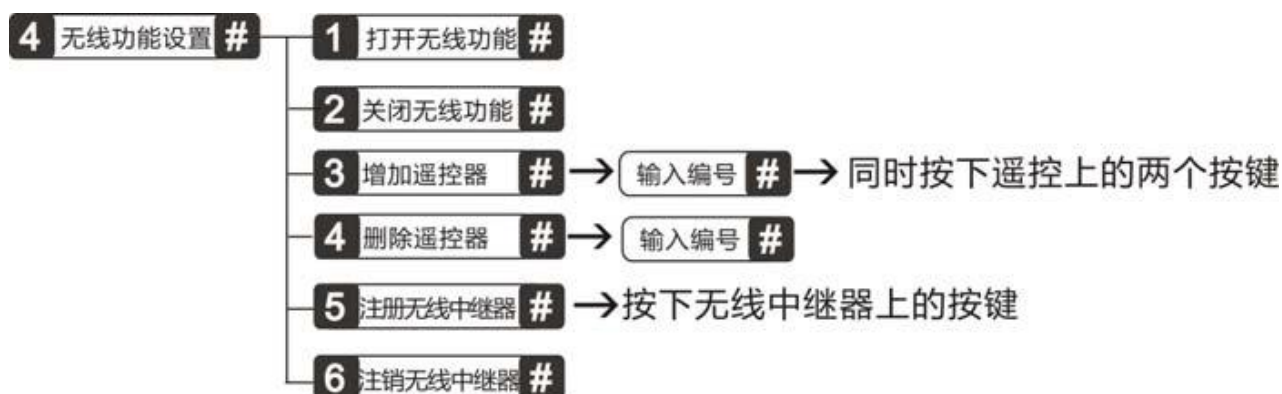 4 无线功能设置 # 1 打开无线功能 #
2 关闭无线功能 #
3 增加遥控器 # → 输入编号 # → 同时按下遥控上的两个按键
4 删除遥控器 # → 输入编号 #
5 注册无线中继器 # → 按下无线中继器上的按键
6 注销无线中继器 #